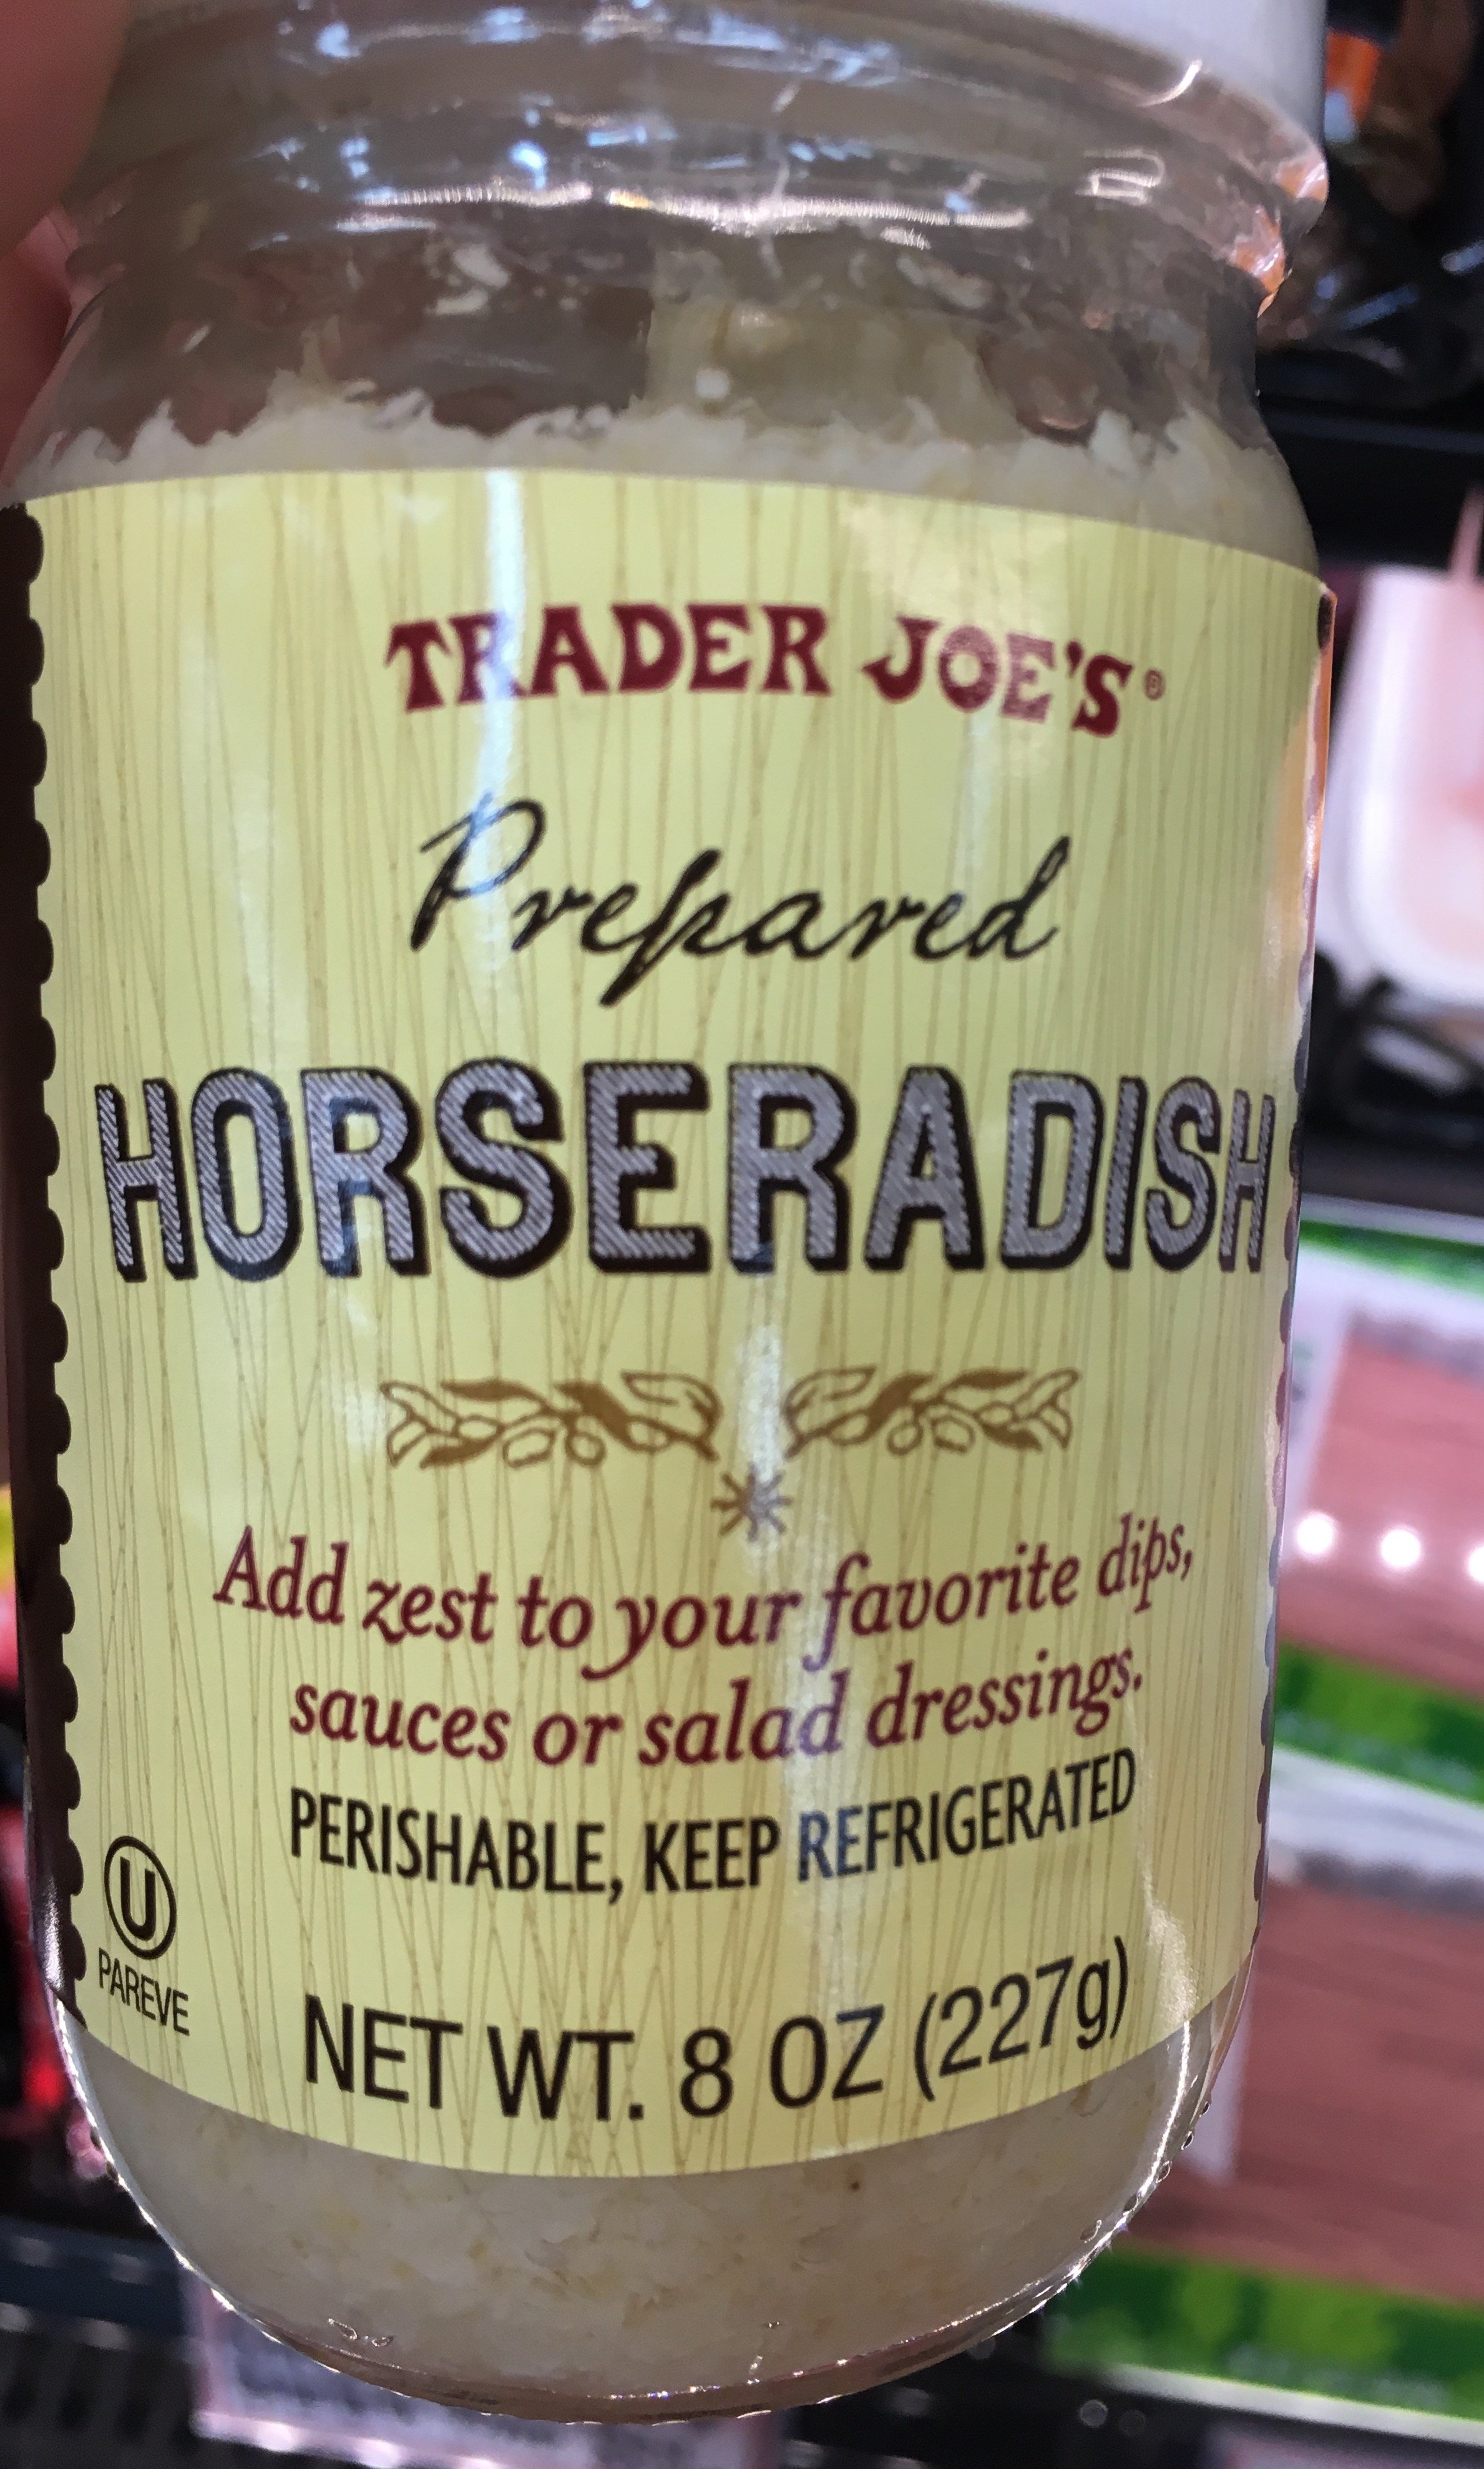 TRADER JOE'S®
Prepared
HORSERADISH
Add zest to your favorite dips,
sauces or salad dressings.
PERISHABLE, KEEP REFRIGERATED
U
PAREVE
NET WT. 8 OZ (227g)